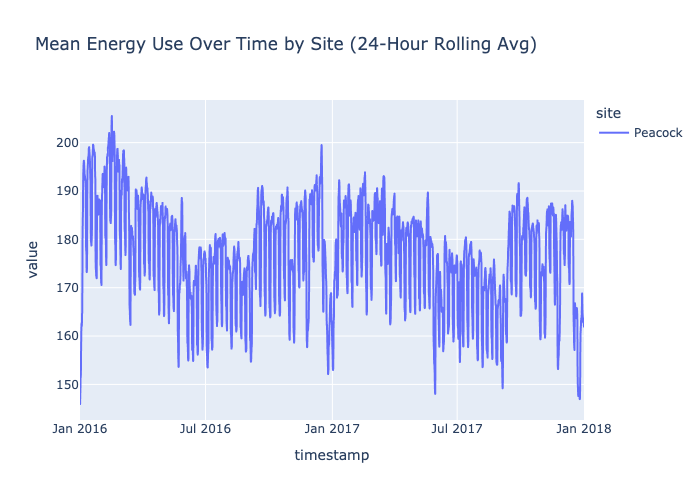 Mean Energy Use Over Time by Site (24-Hour Rolling Avg)
site
Peacock
200
190
180
170
160
150
value
Jan 2016
Jul 2016
Jan 2017
Jul 2017
Jan 2018
timestamp